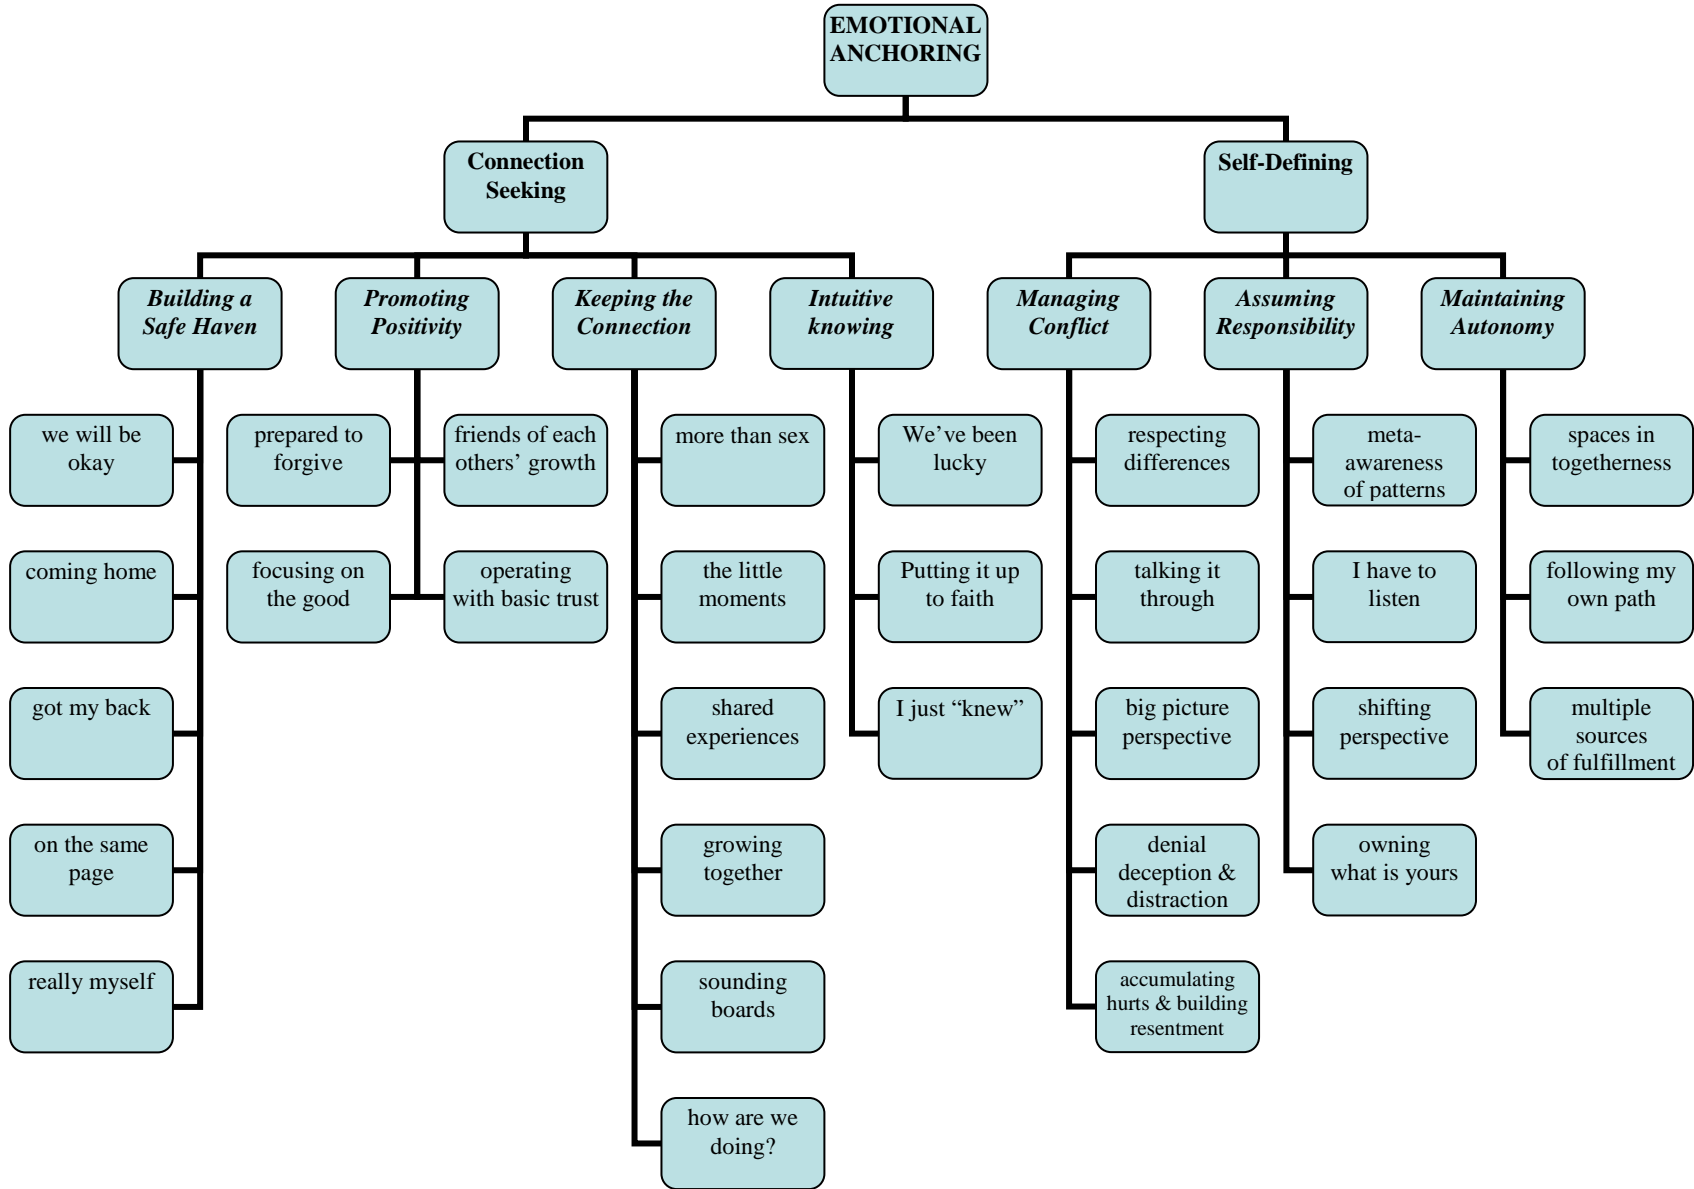 EMOTIONAL
ANCHORING
Connection
Seeking
Self-Defining
Building a
Safe Haven
Promoting
Positivity
Keeping the
Connection
Intuitive
knowing
Managing
Conflict
Assuming
Responsibility
Maintaining
Autonomy
we will be
okay
prepared to
forgive
friends of each
others’ growth
more than sex
We’ve been
lucky
respecting
differences
meta-
awareness
of patterns
spaces in
togetherness
coming home
focusing on
the good
operating
with basic trust
the little
moments
Putting it up
to faith
talking it
through
I have to
listen
following my
own path
got my back
shared
experiences
I just “knew”
big picture
perspective
shifting
perspective
multiple
sources
of fulfillment
on the same
page
growing
together
denial
deception &
distraction
owning
what is yours
really myself
sounding
boards
accumulating
hurts & building
resentment
how are we
doing?